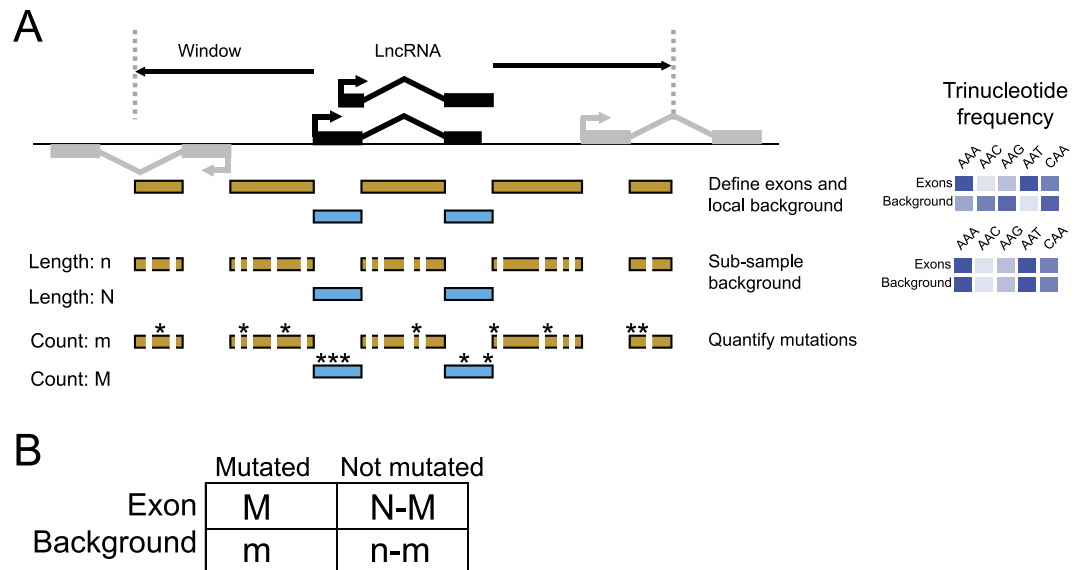 A
Window
LncRNA
Trinucleotide
frequency
AAA AAC AAG AAT CAA
Exons
Background
Define exons and
local background
AAA AAC AAG AAT CAA
Exons
Background
Length: n
Sub-sample
background
Length: N
* * * * * * **
Count: m
Quantify mutations
*** * *
Count: M
B
Mutated Not mutated
Exon M N-M
Background m n-m